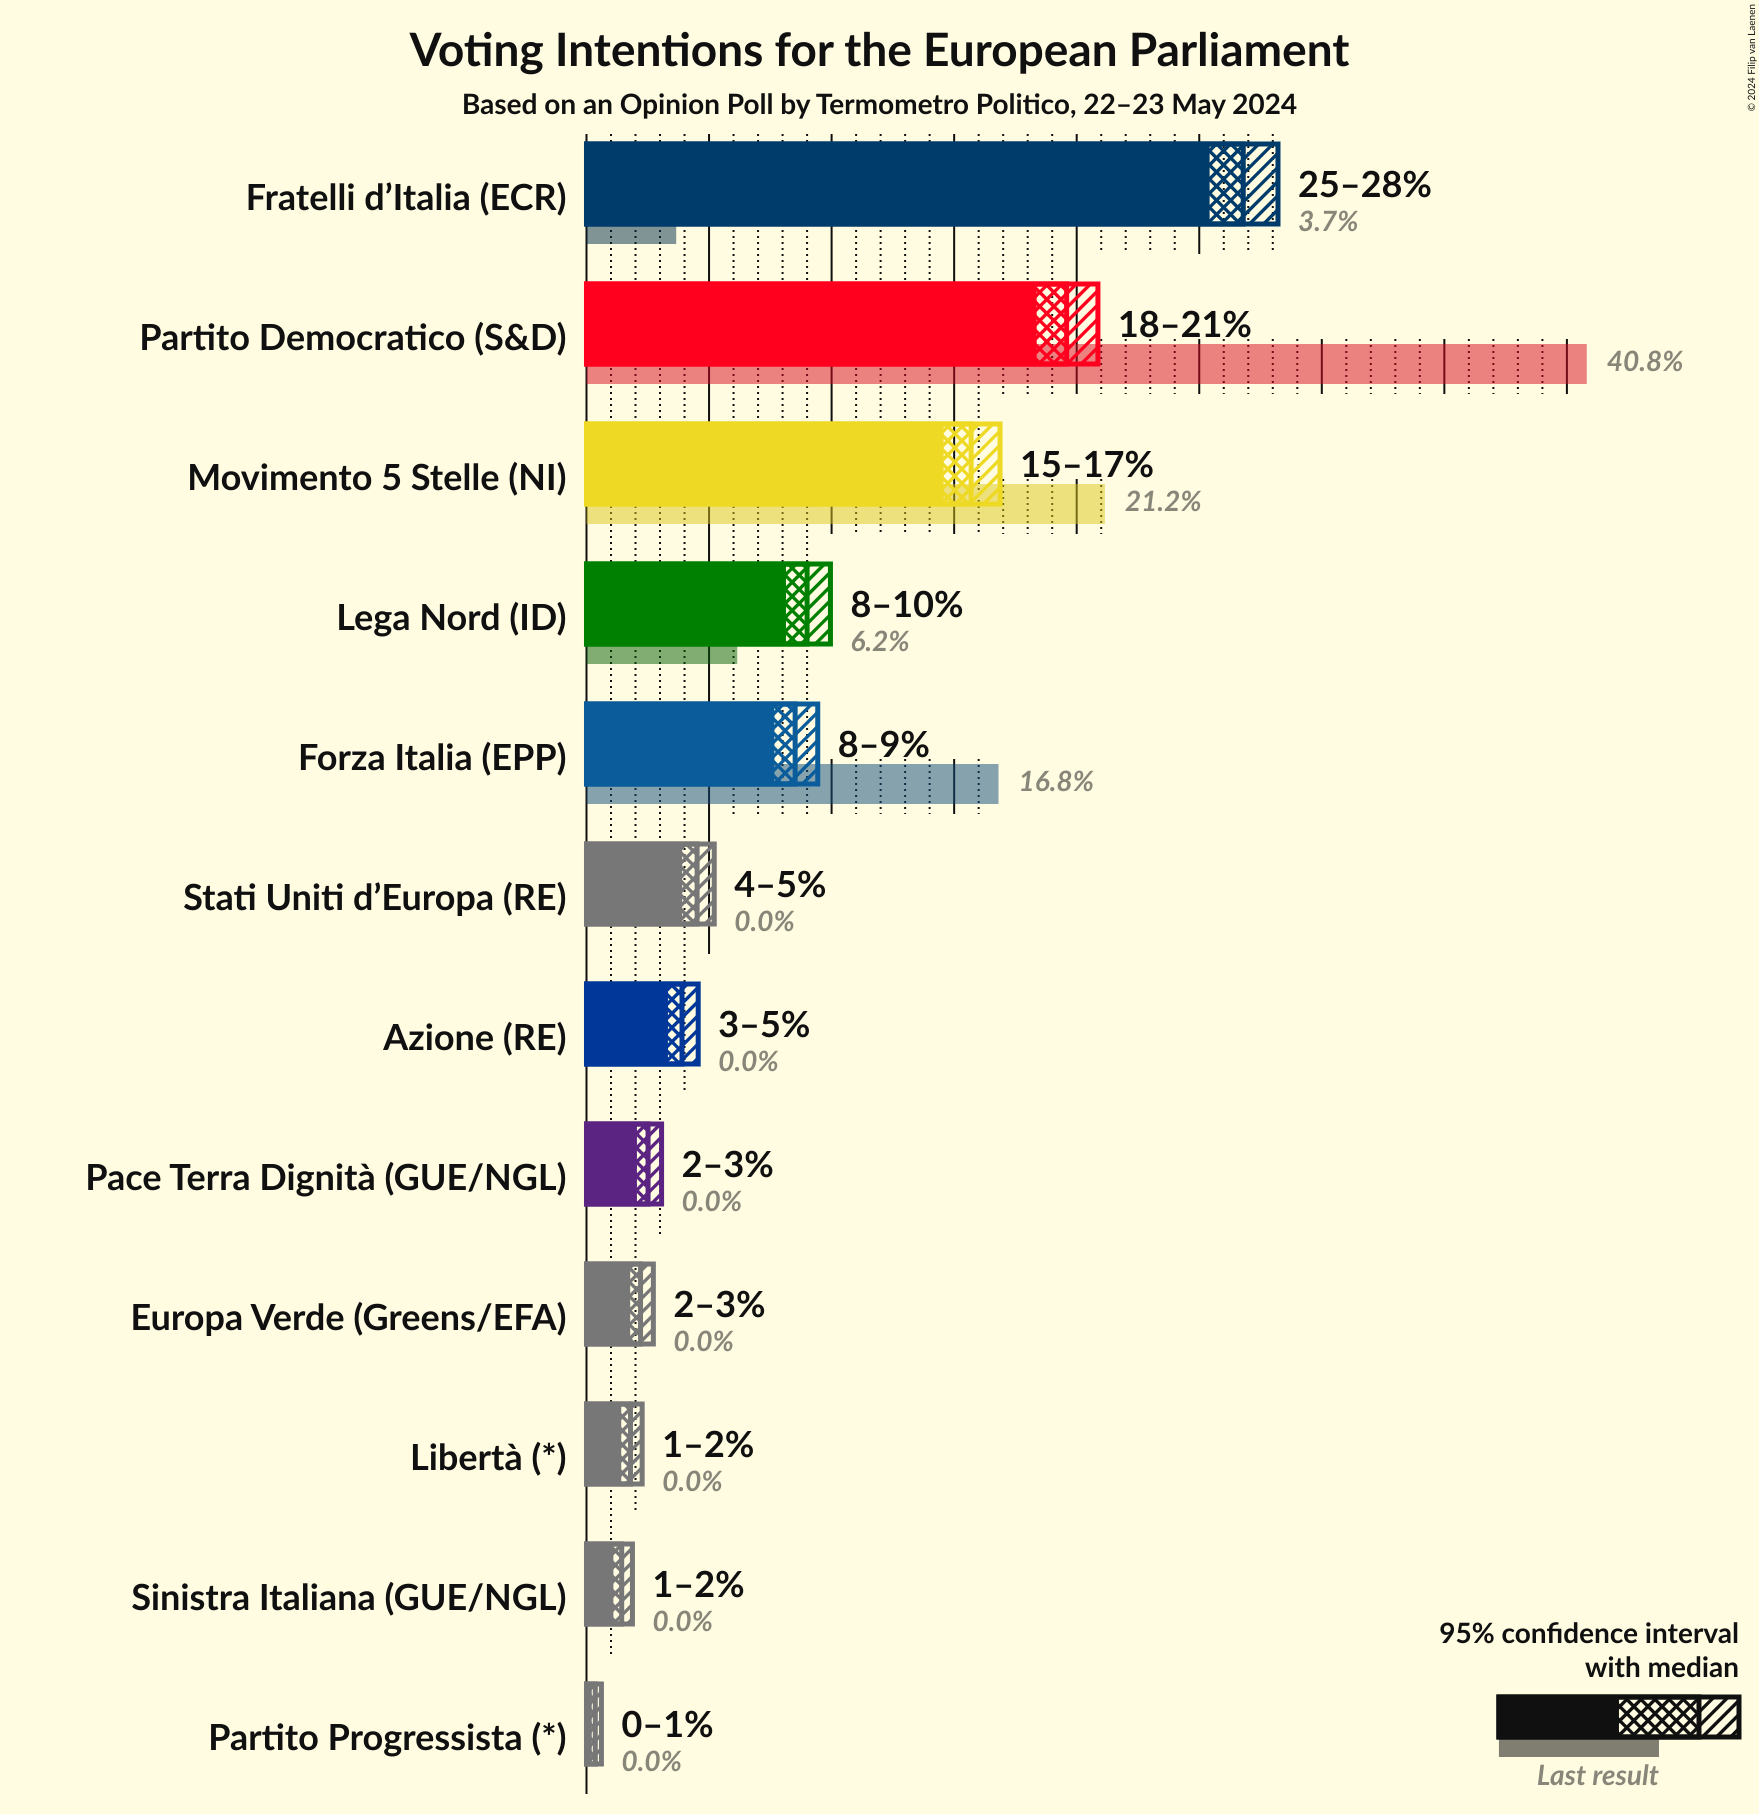 Voting Intentions for the European Parliament
Based on an Opinion Poll by Termometro Politico, 22–23 May 2024
© 2024 Filip van Laenen
Fratelli d’Italia (ECR)
25–28%
3.7%
Partito Democratico (S&D)
18–21%
40.8%
Movimento 5 Stelle (NI)
15–17%
21.2%
Lega Nord (ID)
8–10%
6.2%
Forza Italia (EPP)
8–9%
16.8%
Stati Uniti d’Europa (RE)
4–5%
0.0%
Azione (RE)
3–5%
0.0%
Pace Terra Dignità (GUE/NGL)
2–3%
0.0%
Europa Verde (Greens/EFA)
2–3%
0.0%
Libertà (*)
1–2%
0.0%
Sinistra Italiana (GUE/NGL)
1–2%
0.0%
Partito Progressista (*)
0–1%
0.0%
95% confidence interval
with median
Last result